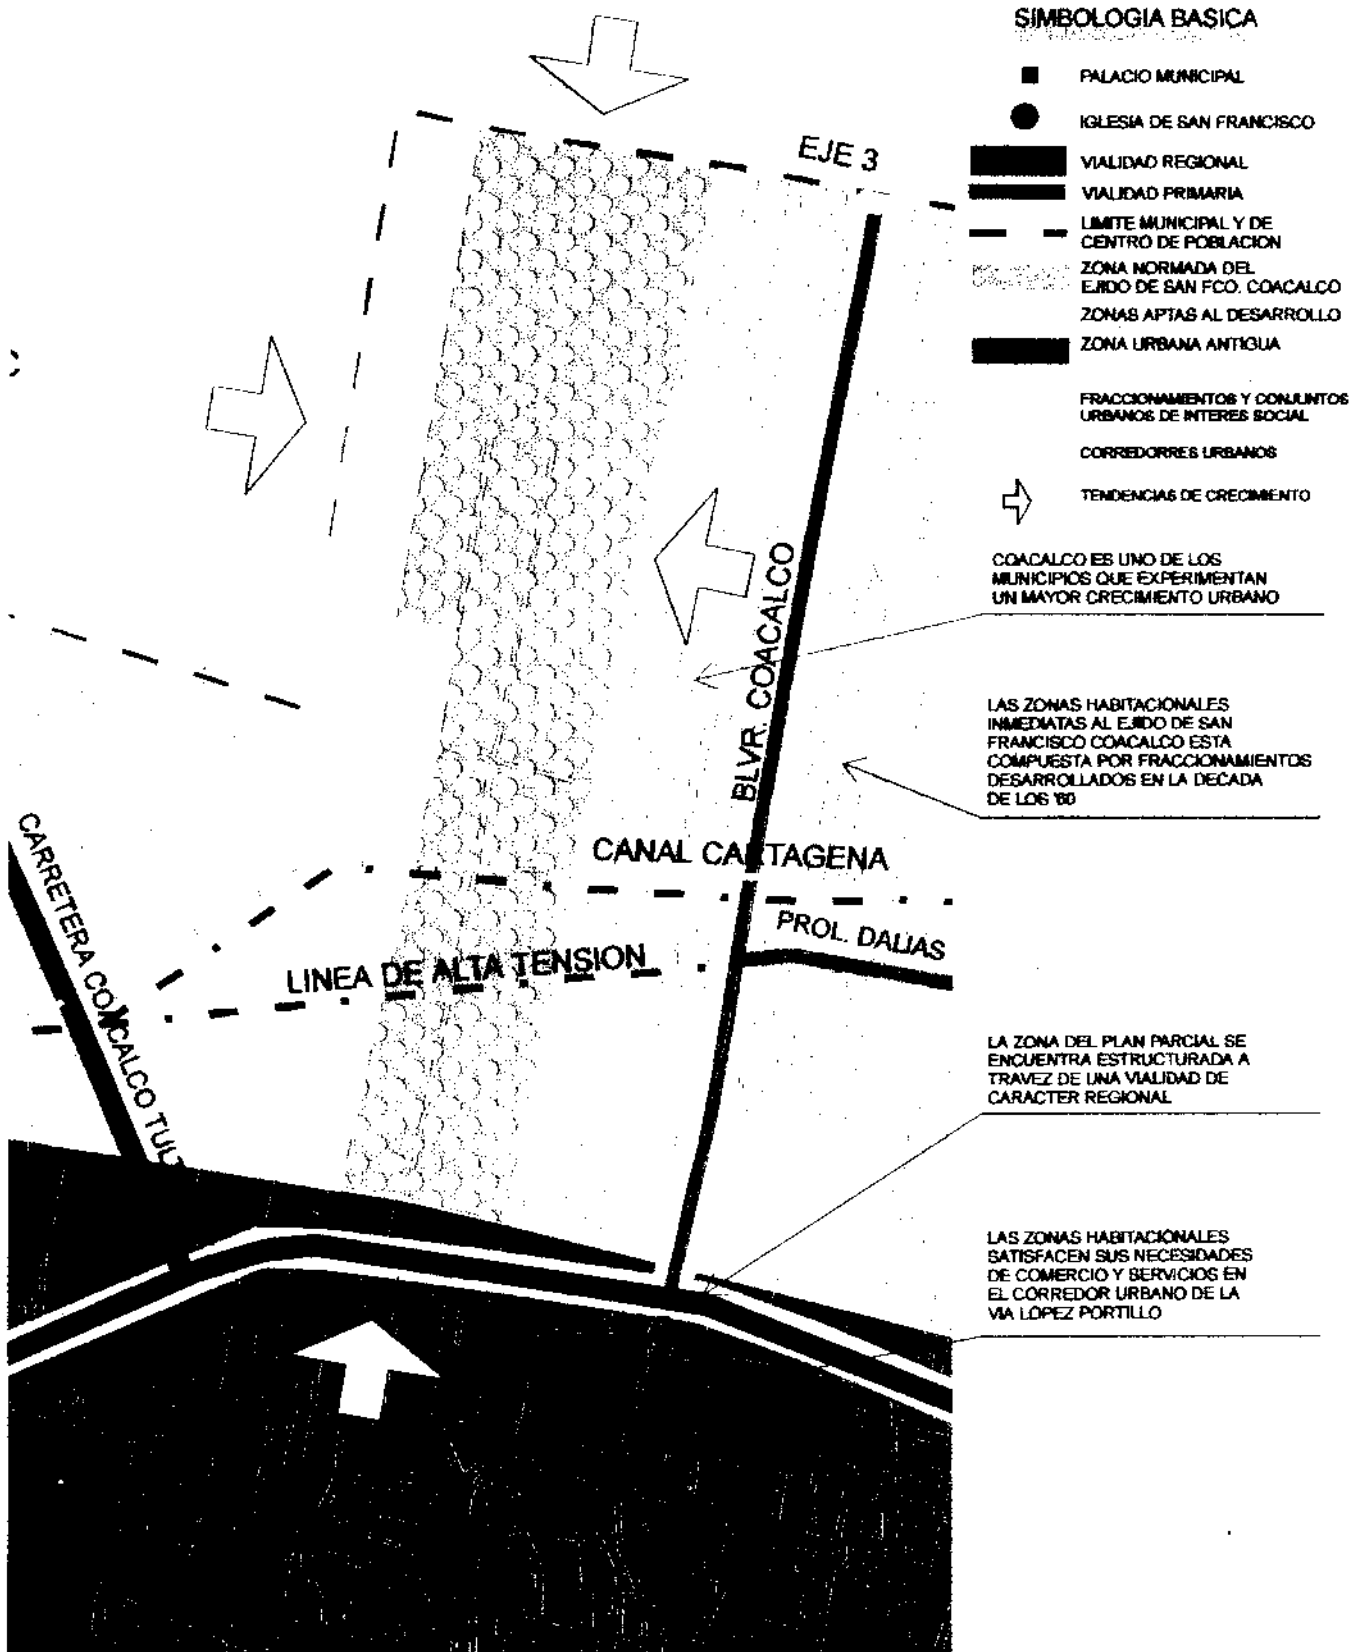 SIMBOLOGIA BASICA
PALACIO MUNICIPAL
IGLESIA DE SAN FRANCISCO
VIALIDAD REGIONAL
VIALIDAD PRIMARIA
LIMITE MUNICIPAL Y DE
CENTRO DE POBLACION
ZONA NORMADA DEL
EJIDO DE SAN FCO. COACALCO
ZONAS APTAS AL DESARROLLO
ZONA URBANA ANTIGUA
FRACCIONAMIENTOS Y CONJUNTOS
URBANOS DE INTERES SOCIAL
CORREDORRES URBANOS
TENDENCIAS DE CRECIMIENTO
COACALCO ES UNO DE LOS
MUNICIPIOS QUE EXPERIMENTAN
UN MAYOR CRECIMIENTO URBANO
LAS ZONAS HABITACIONALES
INMEDIATAS AL EJIDO DE SAN
FRANCISCO COACALCO ESTA
COMPUESTA POR FRACCIONAMIENTOS
DESARROLLADOS EN LA DECADA
DE LOS
LA ZONA DEL PLAN PARCIAL SE
ENCUENTRA ESTRUCTURADA A
TRAVEZ DE UNA VIALIDAD DE
CARACTER REGIONAL
LAS ZONAS HABITACIONALES
SATISFACEN SUS NECESIDADES
DE COMERCIO Y SERVICIOS EN
EL CORREDOR URBANO DE LA
VIA LOPEZ PORTILLO
EJE 3
BLVR. COACALCO
CANAL CARTAGENA
PROL. DALIAS
LINEA DE ALTA TENSION
CARRETERA COACALCO TULT